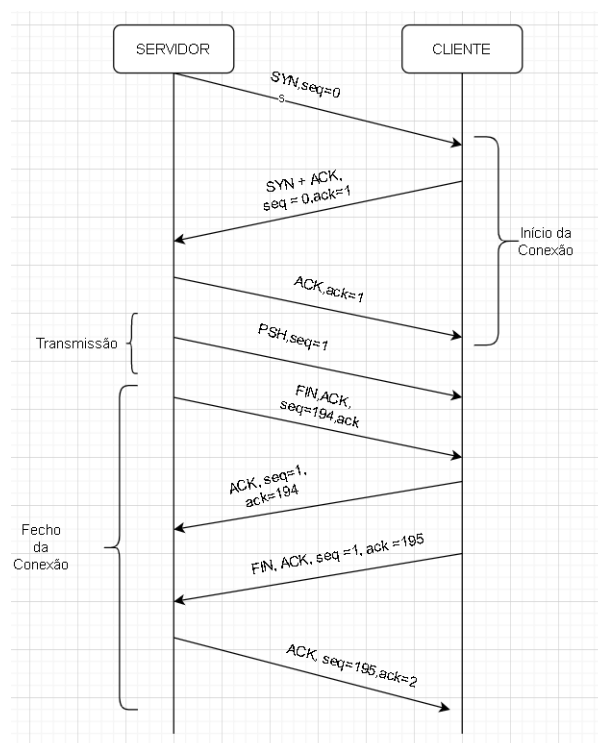 SERVIDOR
CLIENTE
SYN,seq=0
S
SYN + ACK,
seq = 0,ack=1
Início da
Conexão
ACK,ack=1
Transmissão
PSH,seq=1
FIN,ACK,
seq=194,ack
ACK, seq=1,
ack=194
Fecho
da
Conexão
FIN, ACK, seq =1, ack =195
ACK, seq=195,ack=2